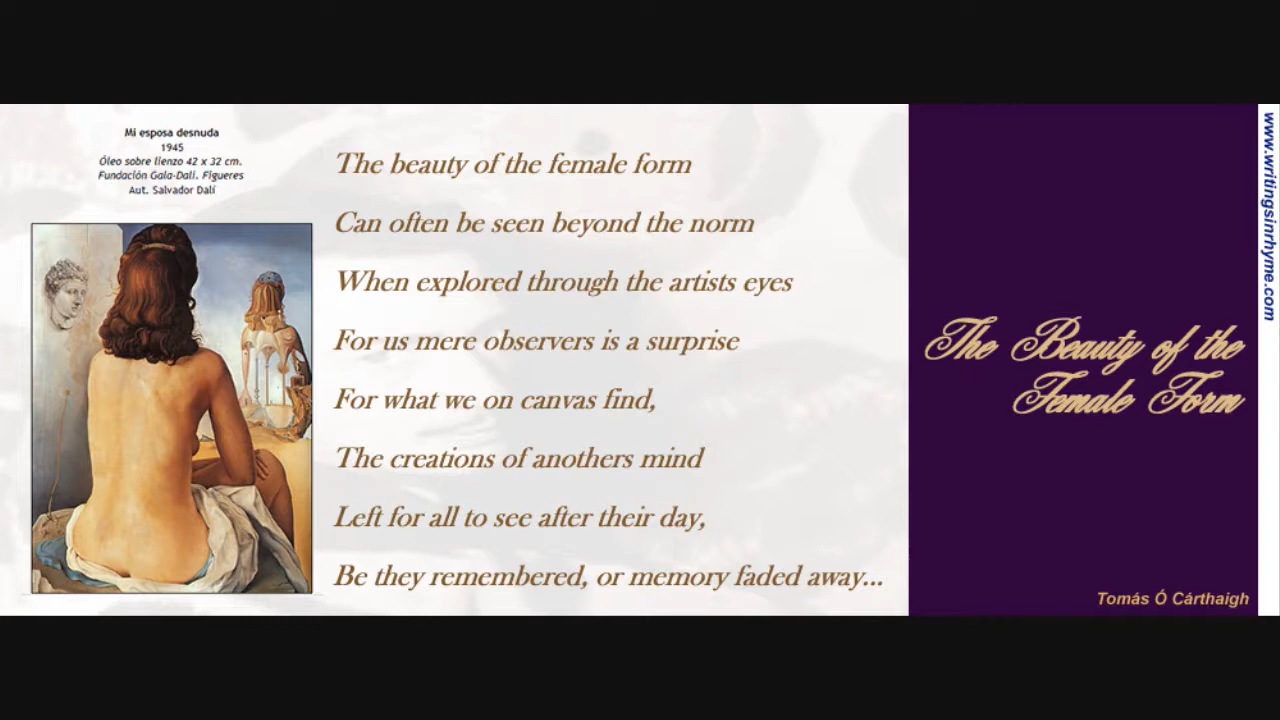 Mi esposa desnuda
1945
Óleo sobre lienzo 42 x 32 cm.
Fundación Gala-Dalí. Figueres
Aut. Salvador Dalí
The beauty of the female form
Can often be seen beyond the norm
When explored through the artists eyes
For us mere observers is a surprise
For what we on canvas find,
The creations of anothers mind
Left for all to see after their day,
Be they remembered, or memory faded away...
The Beauty of the
Female Form
Tomás Ó Cárthaigh
www.writingsinrhyme.com